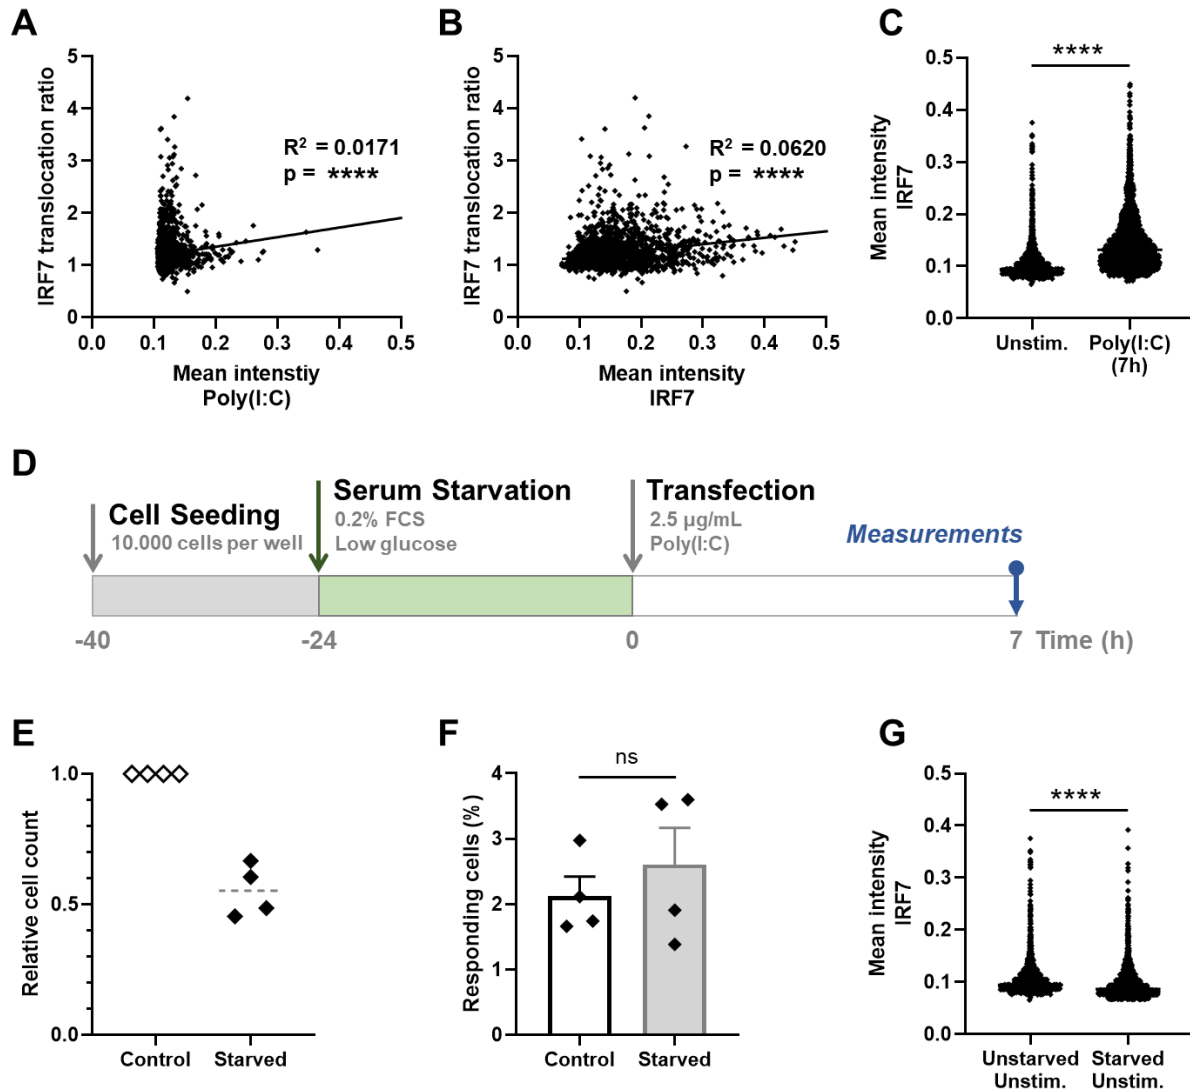 A
IRF7 translocation ratio
5
4
3
2
1
0
R² = 0.0171
p = ****
0.0 0.1 0.2 0.3 0.4 0.5
Mean intenstiy
Poly(I:C)
B
IRF7 translocation ratio
5
4
3
2
1
0
R² = 0.0620
p = ****
0.0 0.1 0.2 0.3 0.4 0.5
Mean intensity
IRF7
C
Mean intensity
IRF7
0.5
0.4
0.3
0.2
0.1
0.0
****
Unstim. Poly(I:C)
(7h)
D
Cell Seeding
10.000 cells per well
Serum Starvation
0.2% FCS
Low glucose
Transfection
2.5 µg/mL
Poly(I:C)
Measurements
-40 -24 0 7 Time (h)
E
Relative cell count
1.0
0.5
0.0
Control Starved
F
Responding cells (%)
4
3
2
1
0
ns
Control Starved
G
Mean intensity
IRF7
0.5
0.4
0.3
0.2
0.1
0.0
****
Unstarved Starved
Unstim. Unstim.